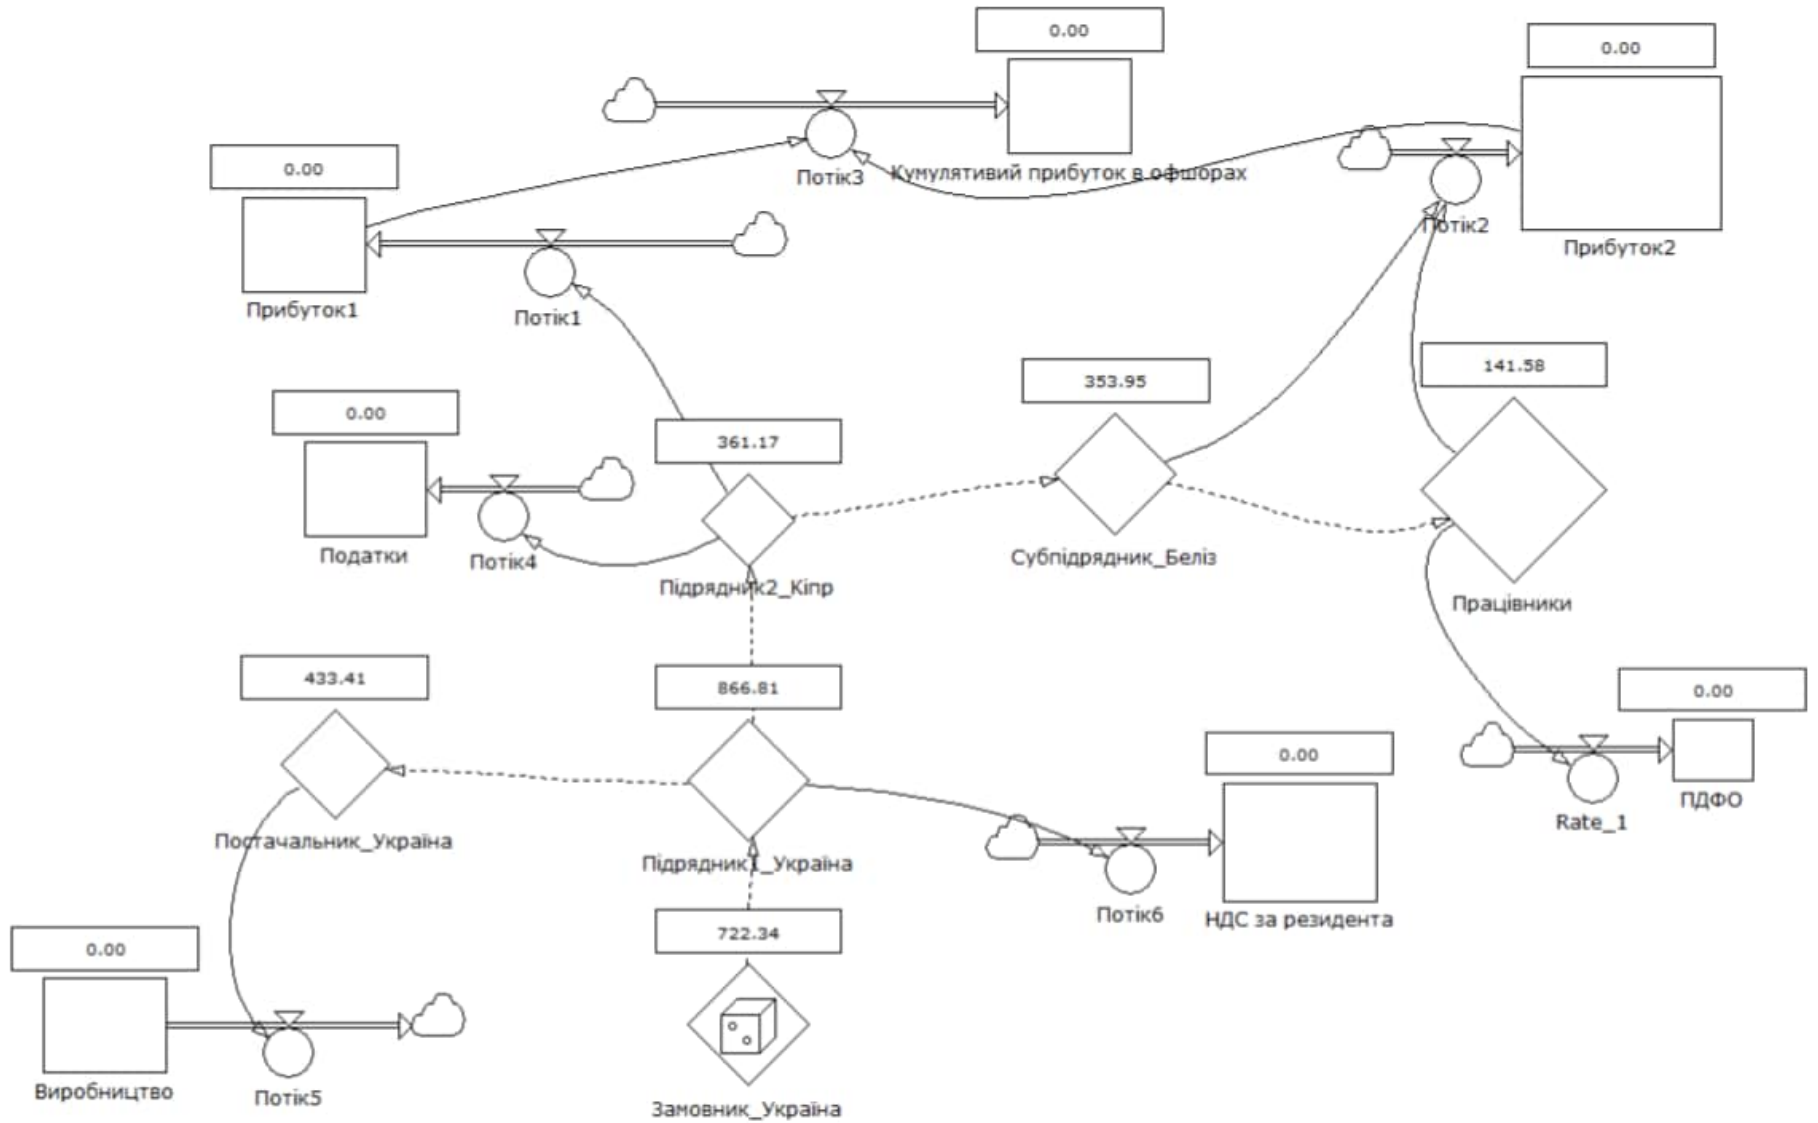 0.00
0.00
Потік3
Кумулятивий прибуток в офшорах
0.00
Потік2
Прибуток2
Прибуток1
Потік1
0.00
361.17
353.95
141.58
Податки
Потік4
Підрядник2_Кіпр
Субпідрядник_Беліз
Працівники
433.41
866.81
0.00
0.00
Rate_1
ПДФО
Постачальник_Україна
Підрядник1_Україна
Потік6
НДС за резидента
0.00
722.34
Виробництво
Потік5
Замовник_Україна